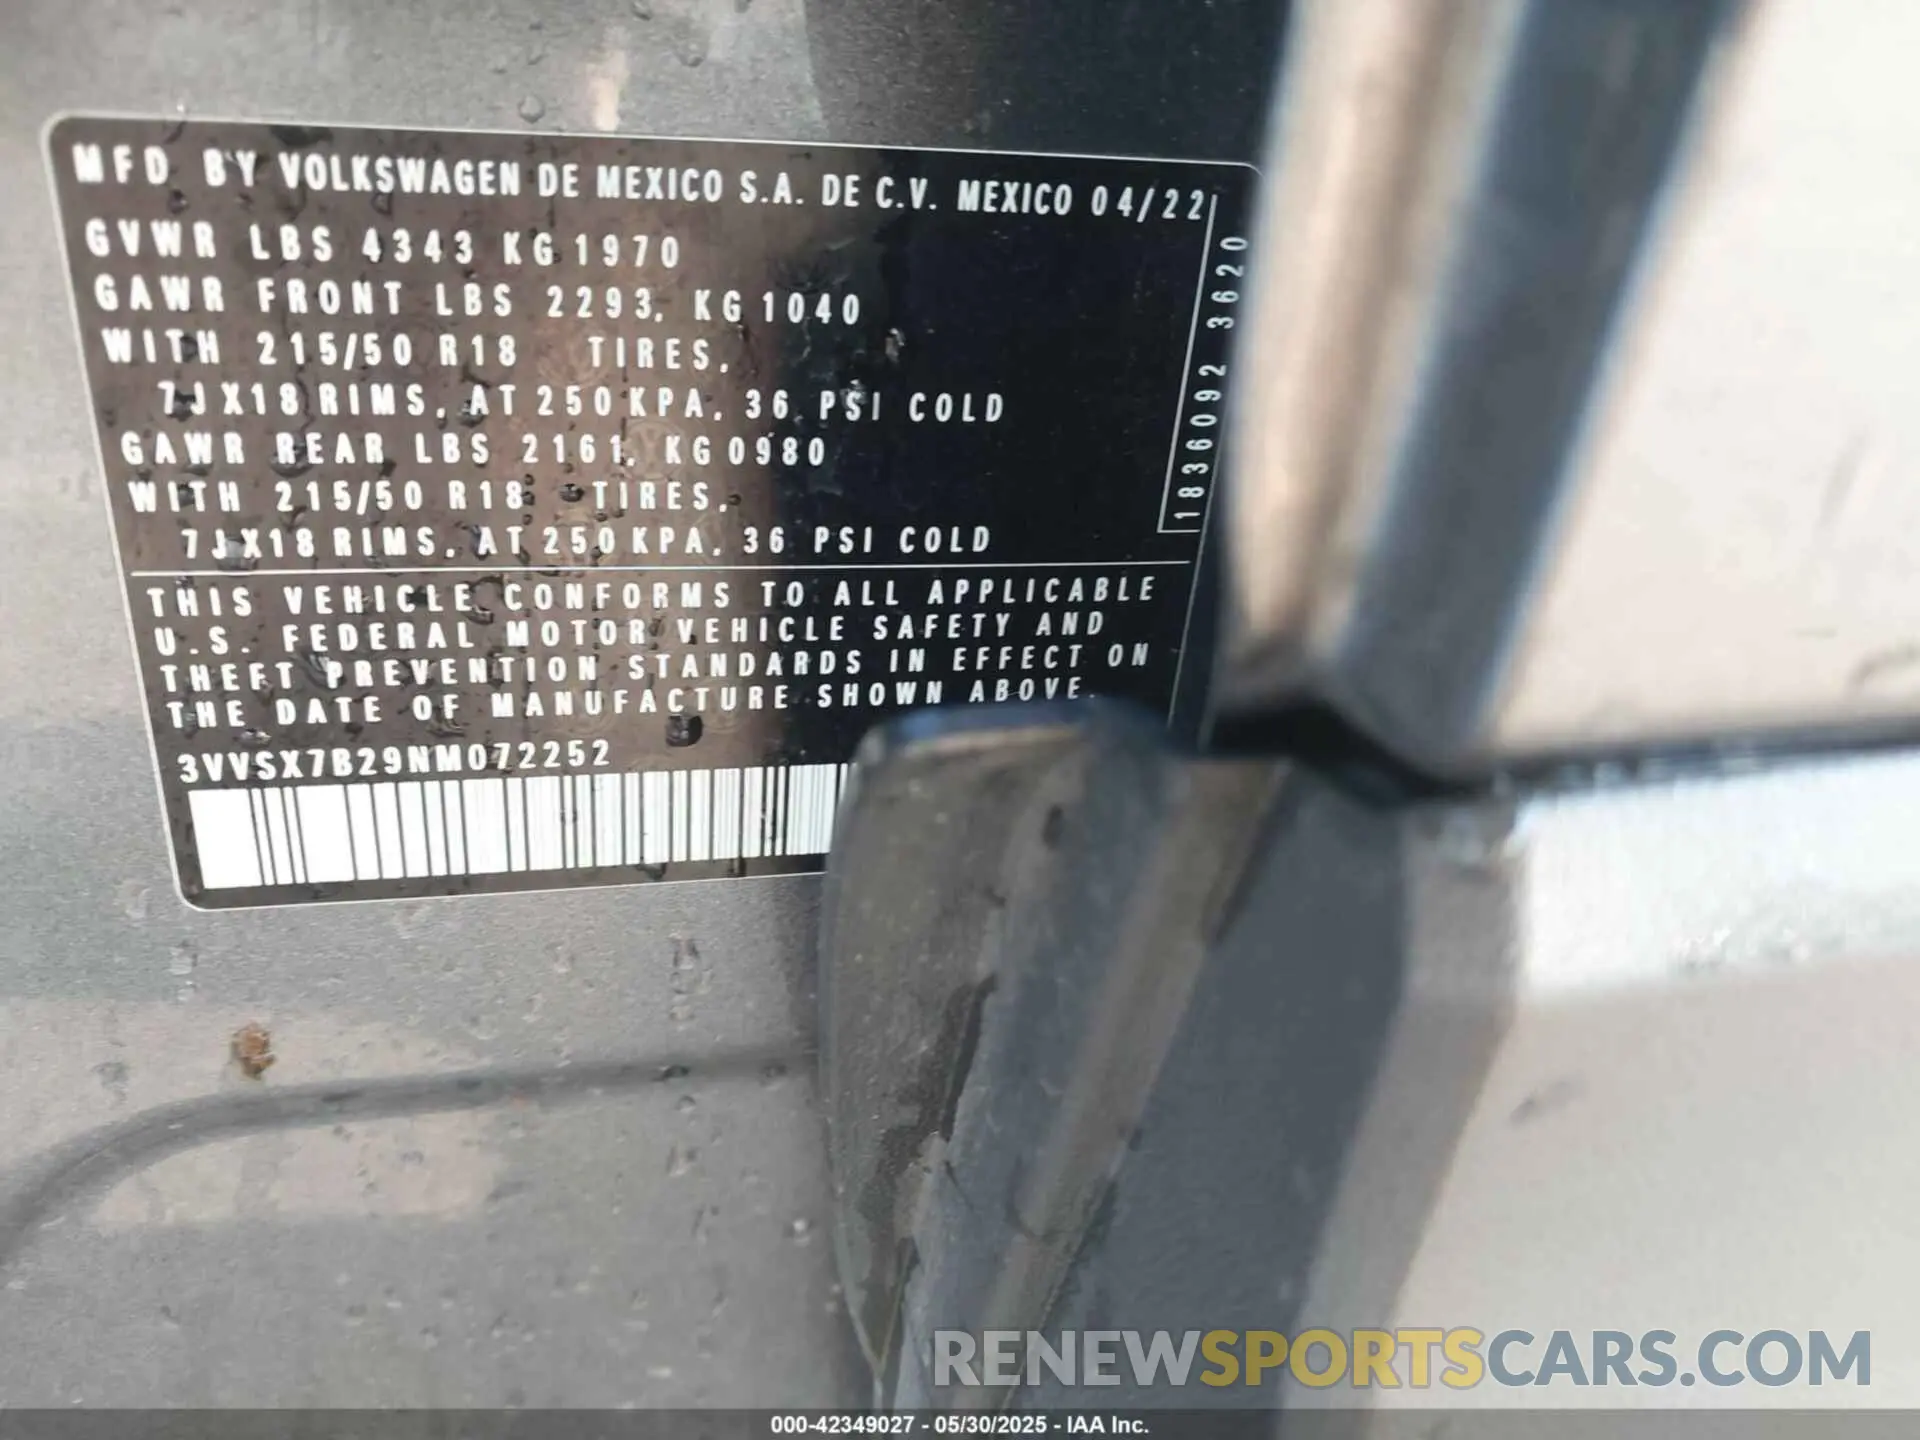 MFD. BY VOLKSWAGEN DE MEXICO S.A. DE C.V. MEXICO 04/22
GVWR LBS 4343 KG 1970
GAWR FRONT LBS 2293, KG 1040
WITH 215/50 R18 TIRES,
7JX18 RIMS, AT 250 KPA, 36 PSI COLD
GAWR REAR LBS 2161, KG 0980
WITH 215/50 R18 TIRES,
7JX18 RIMS, AT 250 KPA, 36 PSI COLD
1836092 3620
THIS VEHICLE CONFORMS TO ALL APPLICABLE
U.S. FEDERAL MOTOR VEHICLE SAFETY AND
THEFT PREVENTION STANDARDS IN EFFECT ON
THE DATE OF MANUFACTURE SHOWN ABOVE.
3VVSX7B29NM072252
RENEWSPORTSCARS.COM
000-42349027 - 05/30/2025 - IAA Inc.